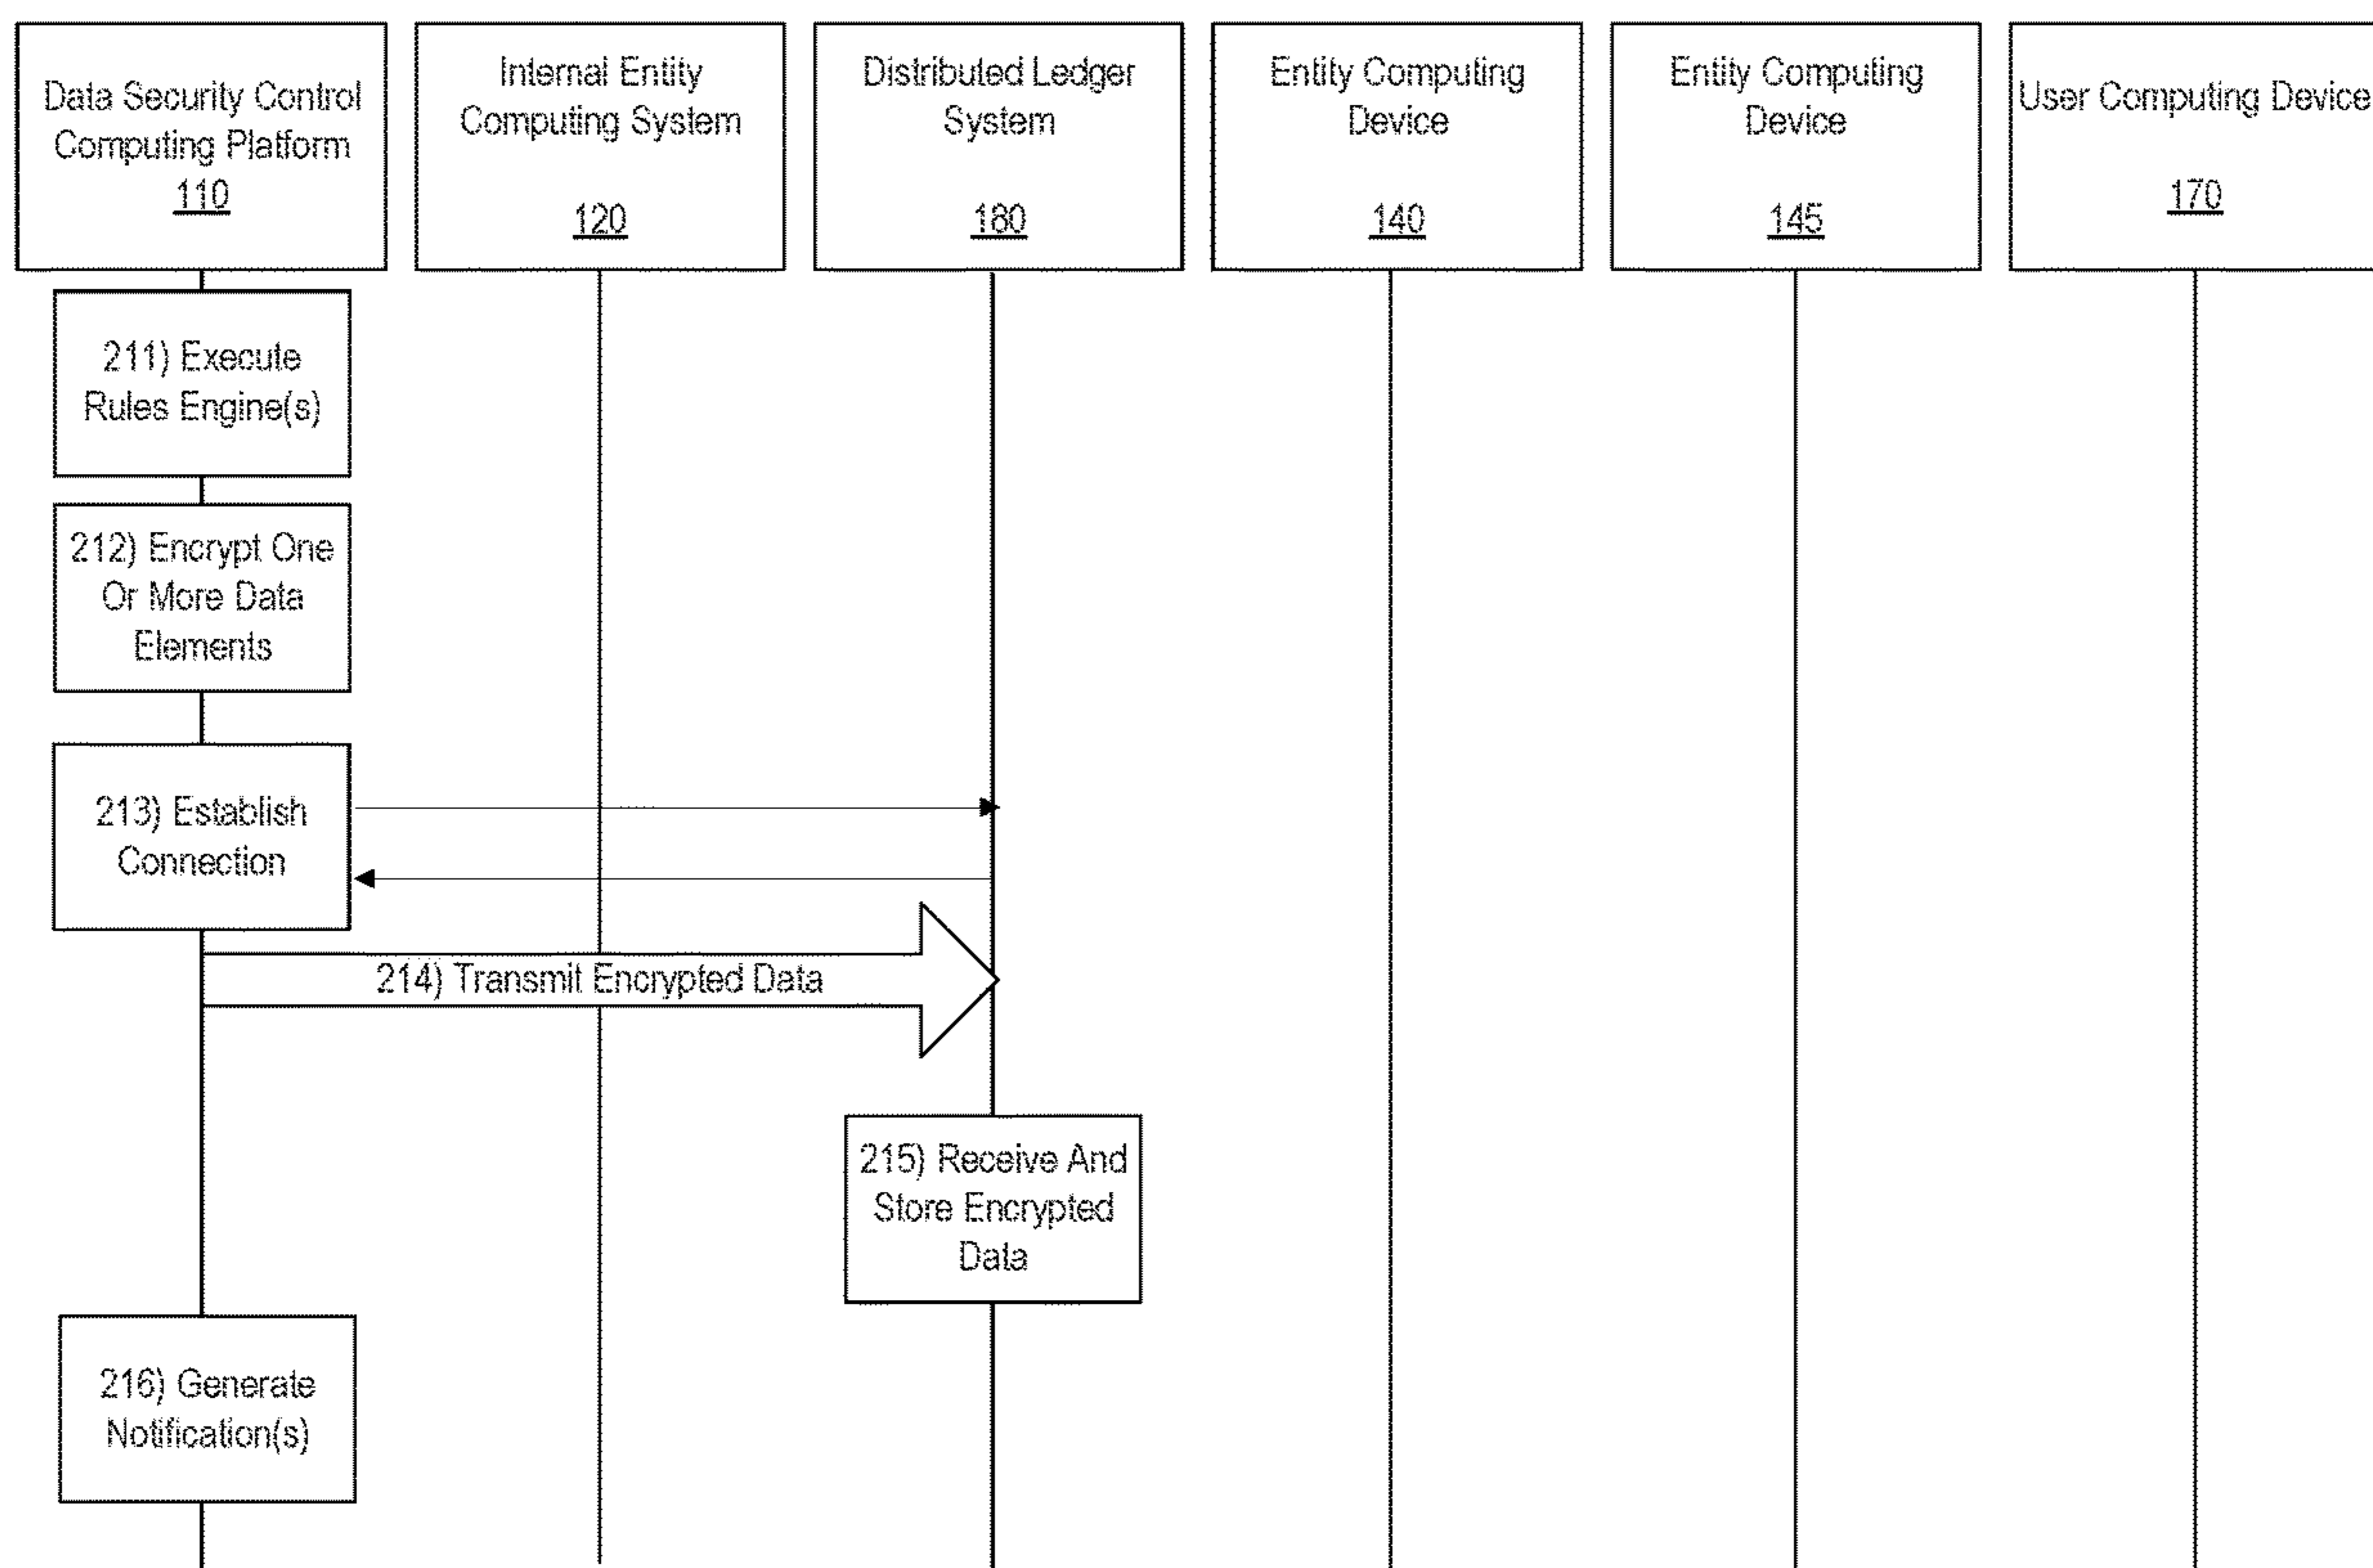 Data Security Control
Computing Platform
110
Internal Entity
Computing System
120
Distributed Ledger
System
180
Entity Computing
Device
140
Entity Computing
Device
145
User Computing Device
170
211) Execute
Rules Engine(s)
212) Encrypt One
Or More Data
Elements
213) Establish
Connection
214) Transmit Encrypted Data
215) Receive And
Store Encrypted
Data
216) Generate
Notification(s)